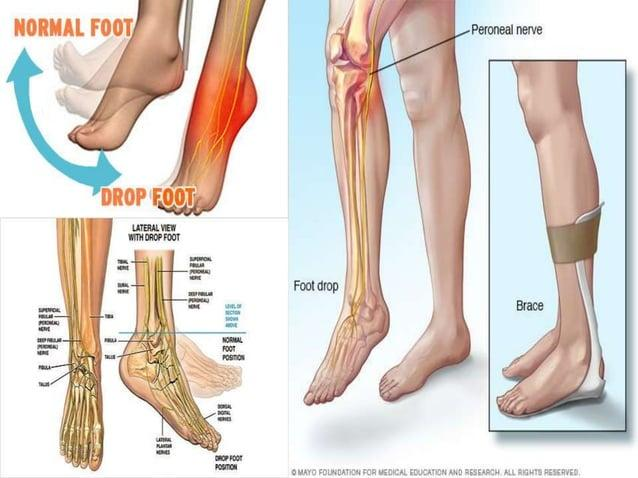 NORMAL FOOT
DROP FOOT
LATERAL VIEW
WITH DROP FOOT
TIBIAL
NERVE
SUPERFICIAL
FIBULAR
(PERONEAL)
NERVE
SURAL
NERVE
DEEP FIBULAR
(PERONEAL)
NERVE
LEVEL OF
SECTION
SHOWN
ABOVE
SUPERFICIAL
FIBULAR
(PERONEAL)
NERVE
TIBIA
DEEP FIBULAR
(PERONEAL)
NERVE
FIBULA
TALUS
FIBULA
TALUS
NORMAL
FOOT
POSITION
DORSAL
DIGITAL
NERVES
LATERAL
PLANTAR
NERVES
DROP FOOT
POSITION
Peroneal nerve
Foot drop
Brace
© MAYO FOUNDATION FOR MEDICAL EDUCATION AND RESEARCH. ALL RIGHTS RESERVED.